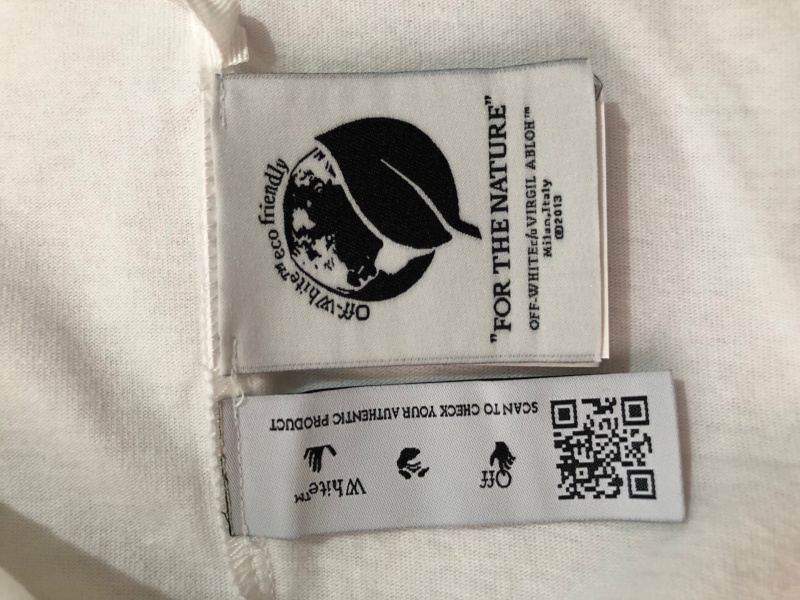 Off-White™ eco friendly
"FOR THE NATURE"
OFF-WHITE c/o VIRGIL ABLOH™
Milan, Italy
©2013
SCAN TO CHECK YOUR AUTHENTIC PRODUCT
Off
White™